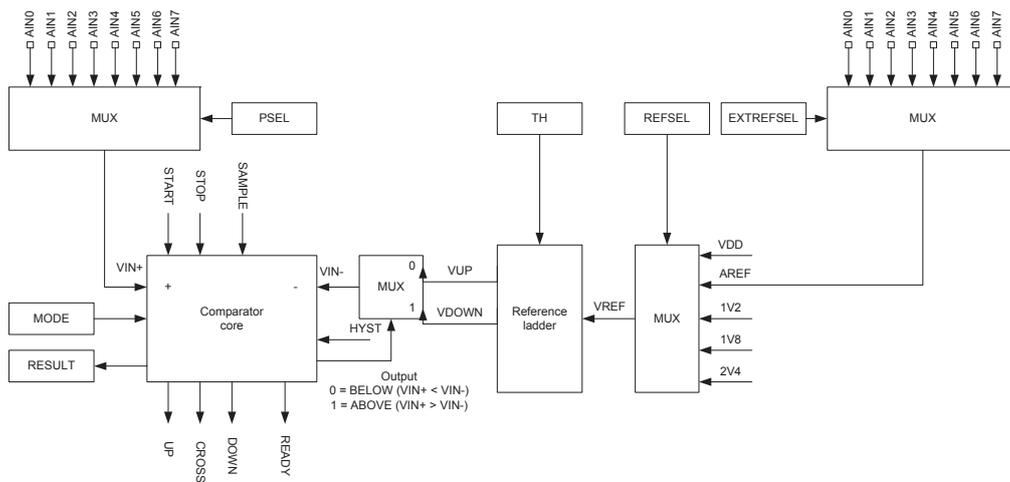 AIN0
AIN1
AIN2
AIN3
AIN4
AIN5
AIN6
AIN7
AIN0
AIN1
AIN2
AIN3
AIN4
AIN5
AIN6
AIN7
MUX
PSEL
TH
REFSEL
EXTREFSEL
MUX
START
STOP
SAMPLE
VIN+
+
-
Comparator
core
VIN-
MUX
0
1
VUP
VDOWN
HYST
Reference
ladder
VREF
MUX
VDD
AREF
1V2
1V8
2V4
MODE
RESULT
Output
0 = BELOW (VIN+ < VIN-)
1 = ABOVE (VIN+ > VIN-)
UP
CROSS
DOWN
READY